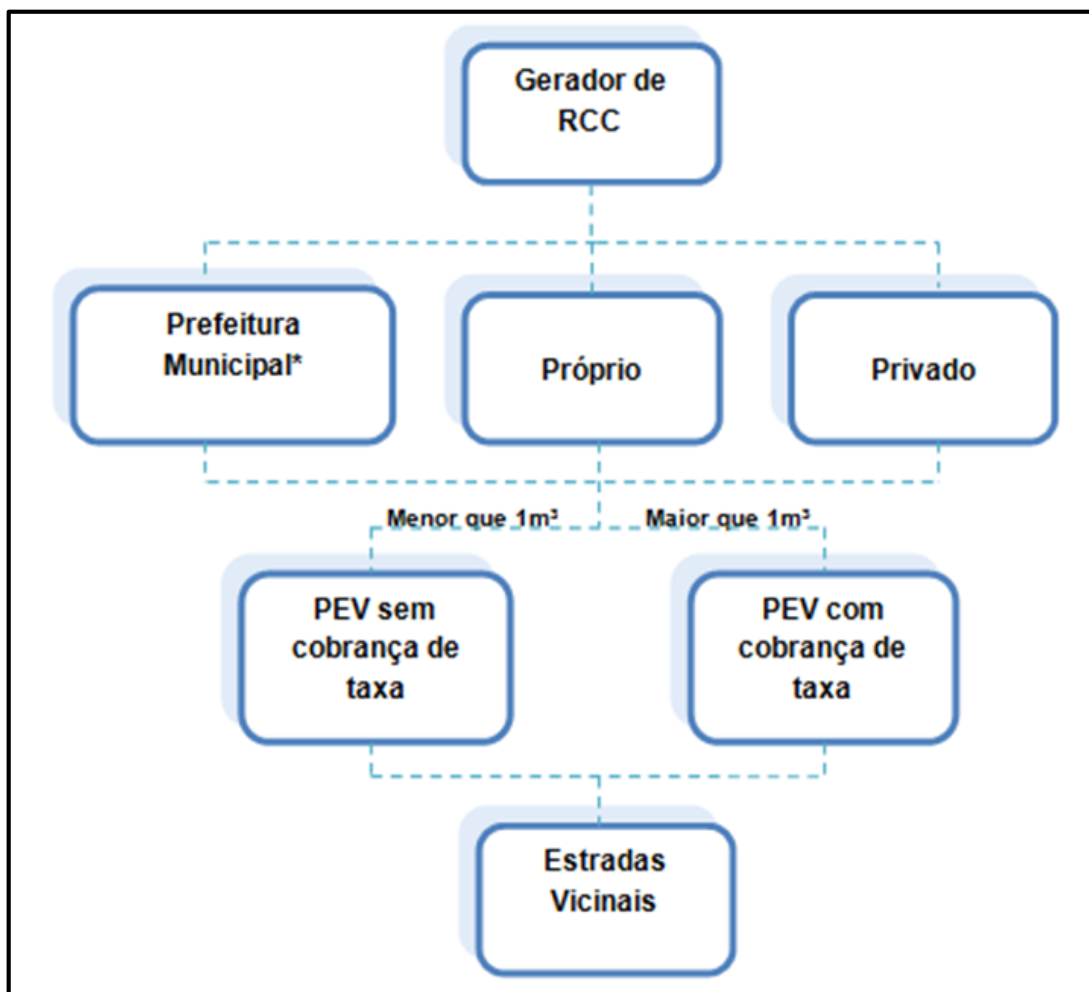 Gerador de
RCC
Prefeitura
Municipal*
Próprio
Privado
Menor que 1m³
Maior que 1m³
PEV sem
cobrança de
taxa
PEV com
cobrança de
taxa
Estradas
Vicinais